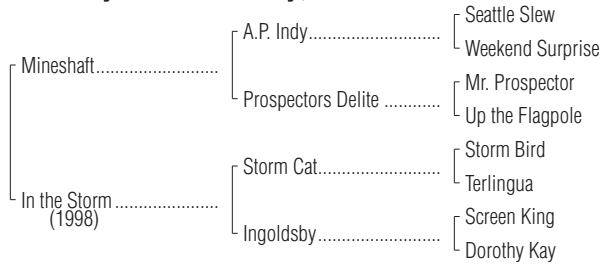 Seattle Slew
A.P. Indy
Weekend Surprise
Mineshaft
Mr. Prospector
Prospectors Delite
Up the Flagpole
Storm Bird
Storm Cat
Terlingua
In the Storm
(1998)
Screen King
Ingoldsby
Dorothy Kay